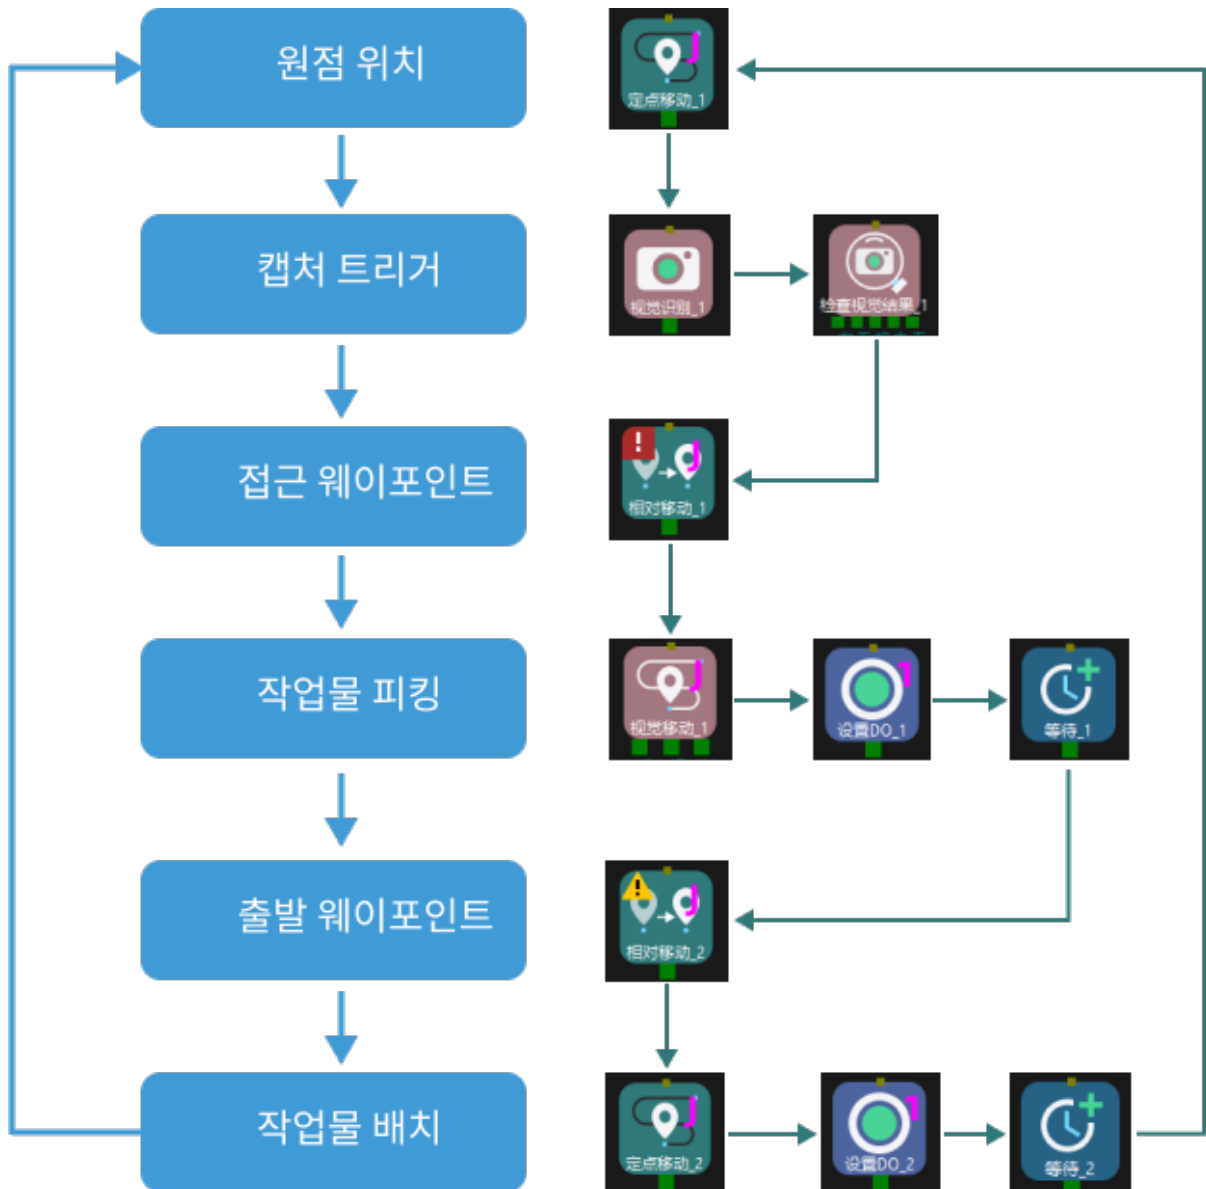 원점 위치
定点移动_1
캡처 트리거
视觉识别_1
检查视觉结果_1
접근 웨이포인트
!
相对移动_1
작업물 피킹
视觉移动_1
设置DO_1
等待_1
출발 웨이포인트
!
相对移动_2
작업물 배치
定点移动_2
设置DO_2
等待_2